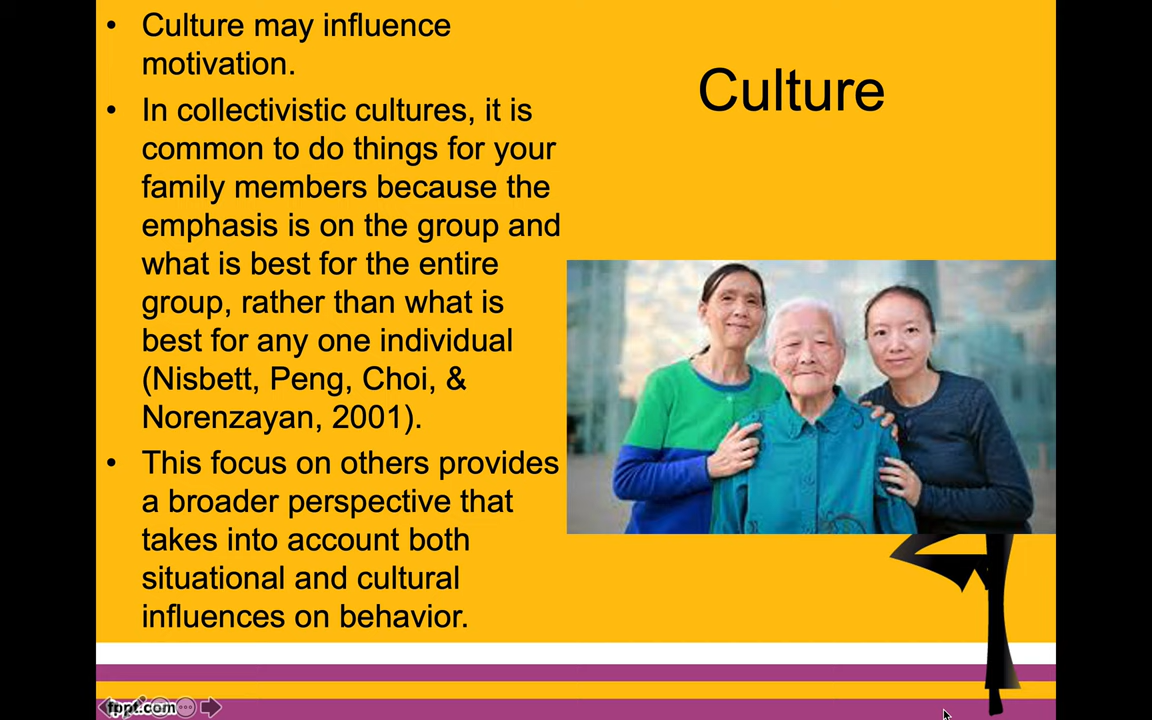 Culture
• Culture may influence
motivation.
• In collectivistic cultures, it is
common to do things for your
family members because the
emphasis is on the group and
what is best for the entire
group, rather than what is
best for any one individual
(Nisbett, Peng, Choi, &
Norenzayan, 2001).
• This focus on others provides
a broader perspective that
takes into account both
situational and cultural
influences on behavior.
fppt.com